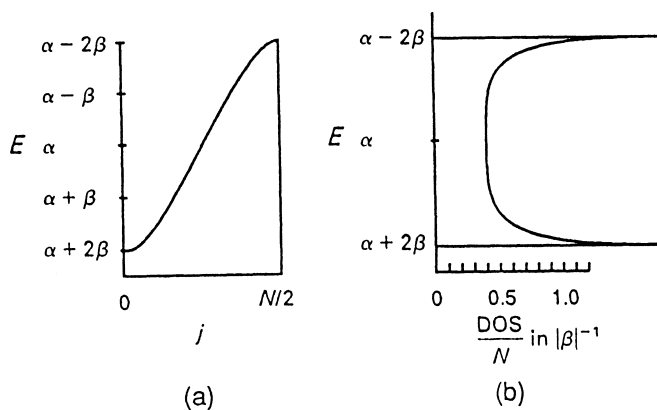 α − 2β
α − β
E α
α + β
α + 2β
0
N/2
j
(a)
α − 2β
E α
α + 2β
0 0.5 1.0
DOS
N
in |β|⁻¹
(b)